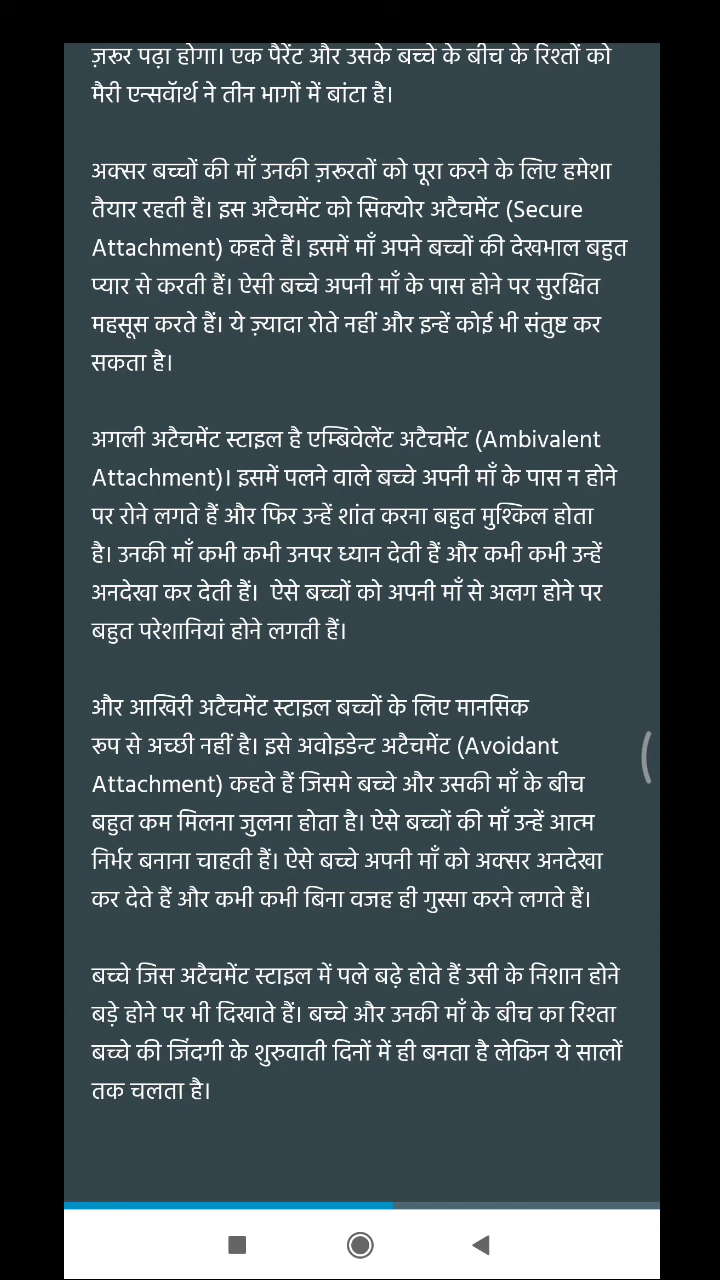 ज़रूर पढ़ा होगा। एक पैरेंट और उसके बच्चे के बीच के रिश्तों को
मैरी एन्सवॉर्थ ने तीन भागों में बांटा है।
अक्सर बच्चों की माँ उनकी ज़रूरतों को पूरा करने के लिए हमेशा
तैयार रहती हैं। इस अटैचमेंट को सिक्योर अटैचमेंट (Secure
Attachment) कहते हैं। इसमें माँ अपने बच्चों की देखभाल बहुत
प्यार से करती हैं। ऐसी बच्चे अपनी माँ के पास होने पर सुरक्षित
महसूस करते हैं। ये ज़्यादा रोते नहीं और इन्हें कोई भी संतुष्ट कर
सकता है।
अगली अटैचमेंट स्टाइल है एम्बिवेलेंट अटैचमेंट (Ambivalent
Attachment)। इसमें पलने वाले बच्चे अपनी माँ के पास न होने
पर रोने लगते हैं और फिर उन्हें शांत करना बहुत मुश्किल होता
है। उनकी माँ कभी कभी उनपर ध्यान देती हैं और कभी कभी उन्हें
अनदेखा कर देती हैं।  ऐसे बच्चों को अपनी माँ से अलग होने पर
बहुत परेशानियां होने लगती हैं।
और आखिरी अटैचमेंट स्टाइल बच्चों के लिए मानसिक
रूप से अच्छी नहीं है। इसे अवोइडेन्ट अटैचमेंट (Avoidant
Attachment) कहते हैं जिसमे बच्चे और उसकी माँ के बीच
बहुत कम मिलना जुलना होता है। ऐसे बच्चों की माँ उन्हें आत्म
निर्भर बनाना चाहती हैं। ऐसे बच्चे अपनी माँ को अक्सर अनदेखा
कर देते हैं और कभी कभी बिना वजह ही गुस्सा करने लगते हैं।
बच्चे जिस अटैचमेंट स्टाइल में पले बढ़े होते हैं उसी के निशान होने
बड़े होने पर भी दिखाते हैं। बच्चे और उनकी माँ के बीच का रिश्ता
बच्चे की जिंदगी के शुरुवाती दिनों में ही बनता है लेकिन ये सालों
तक चलता है।